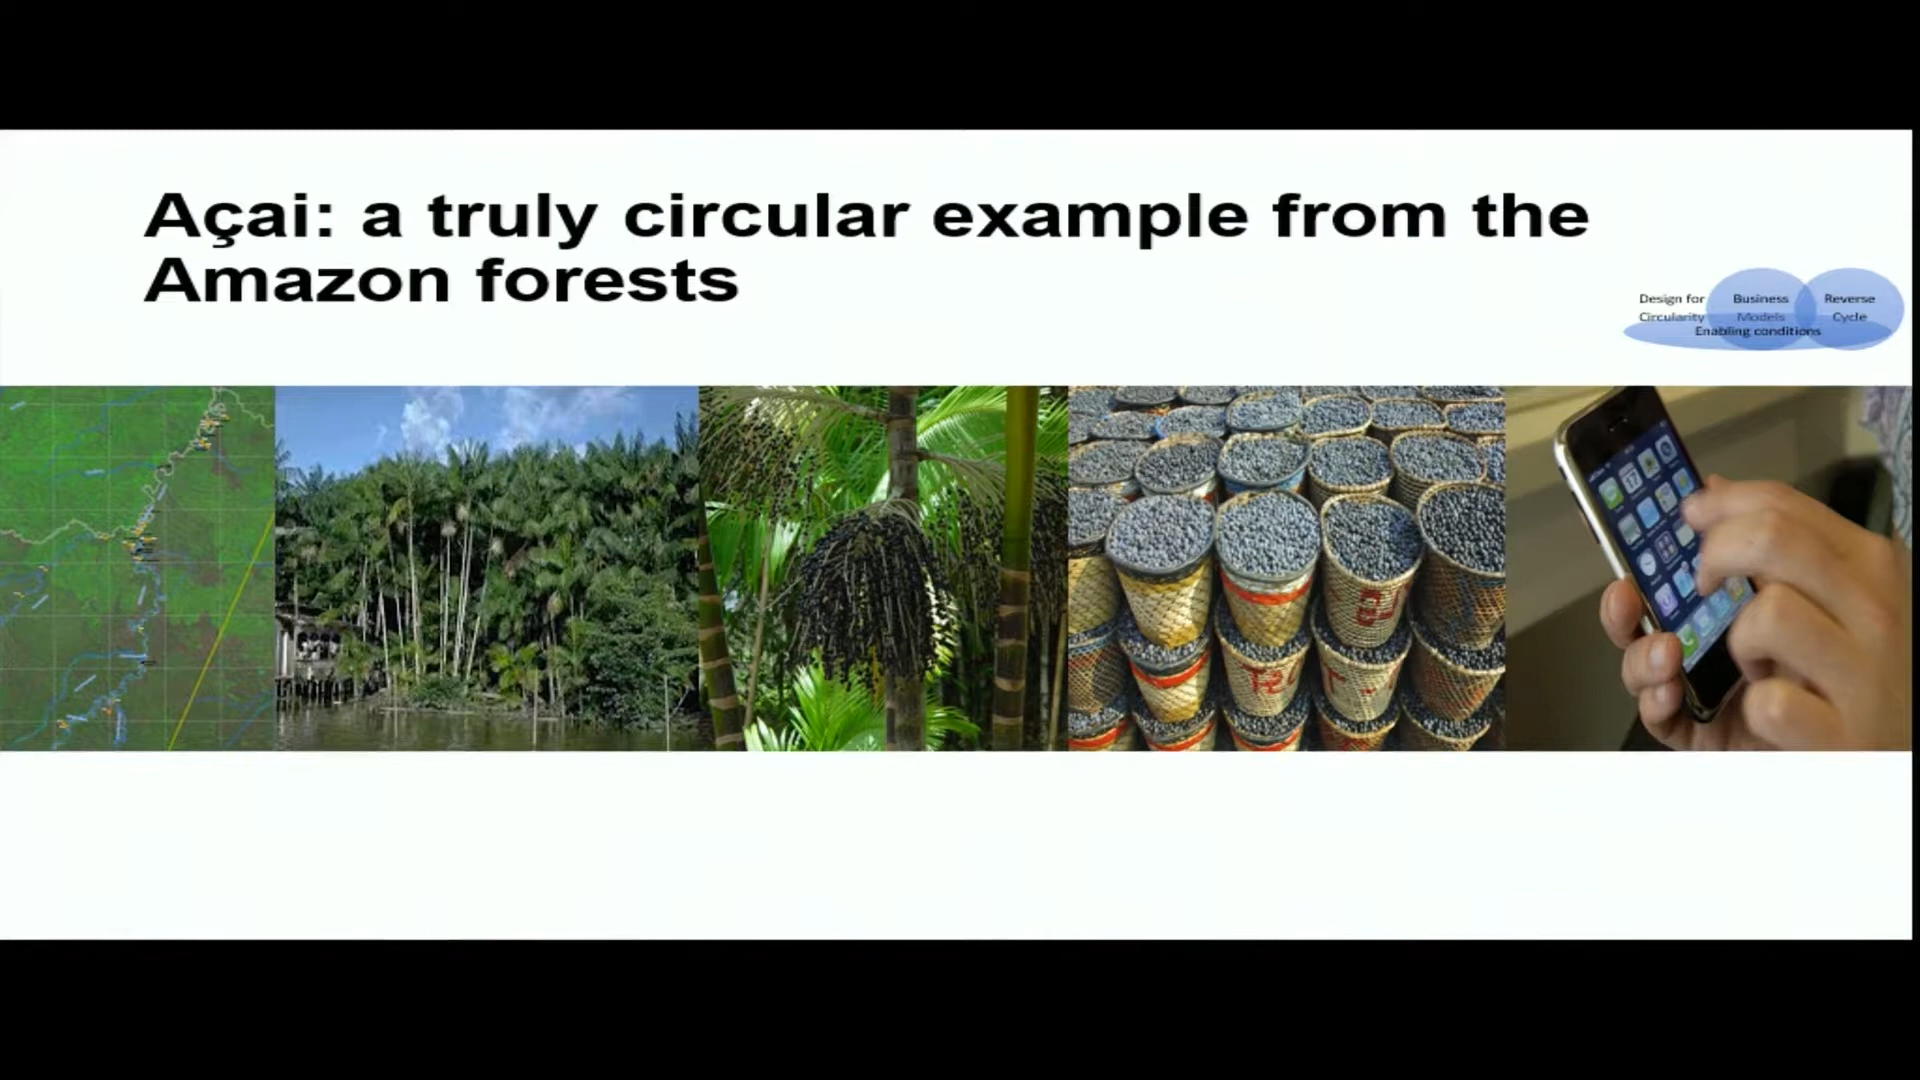 Açai: a truly circular example from the
Amazon forests
Design for Business Reverse
Circularity Models Cycle
Enabling conditions